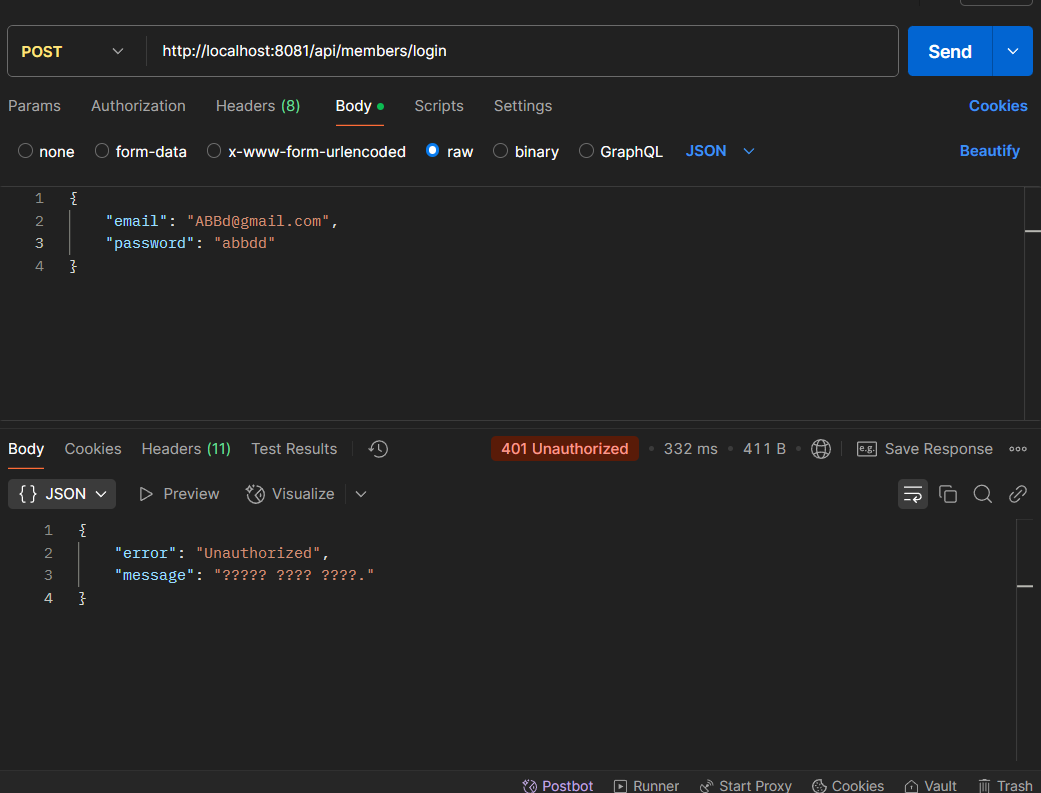 POST http://localhost:8081/api/members/login Send
Params Authorization Headers (8) Body Scripts Settings Cookies
none form-data x-www-form-urlencoded raw binary GraphQL JSON Beautify
1 {
2 "email": "ABBd@gmail.com",
3 "password": "abbdd"
4 }
Body Cookies Headers (11) Test Results 401 Unauthorized 332 ms 411 B e.g. Save Response
{} JSON Preview Visualize
1 {
2 "error": "Unauthorized",
3 "message": "????? ???? ????."
4 }
Postbot Runner Start Proxy Cookies Vault Trash